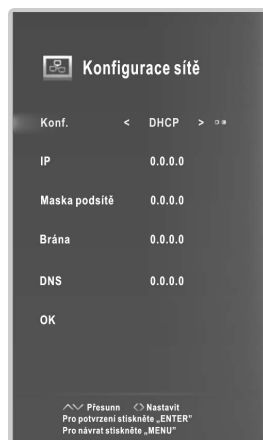 Konfigurace sítě
Konf. < DHCP >
IP 0.0.0.0
Maska podsítě 0.0.0.0
Brána 0.0.0.0
DNS 0.0.0.0
OK
Přesunn Nastavit
Pro potvrzení stiskněte „ENTER”
Pro návrat stiskněte „MENU”